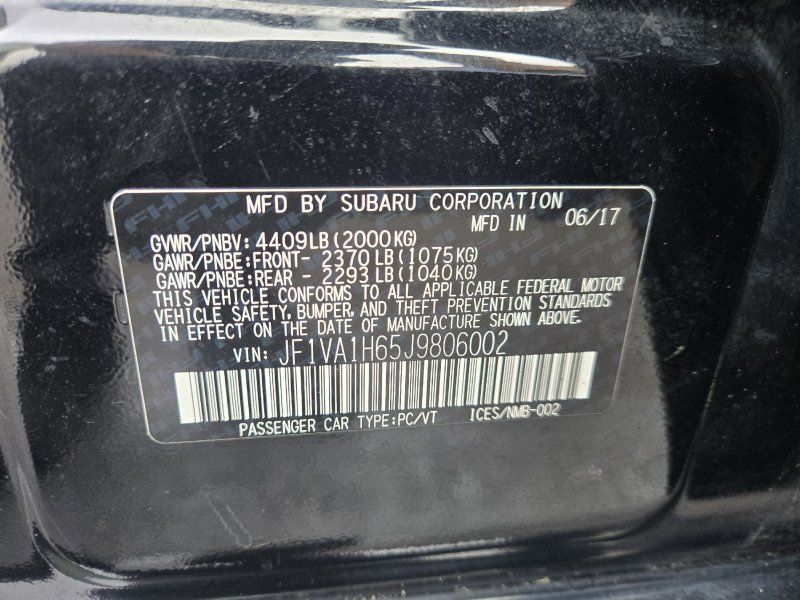 MFD BY SUBARU CORPORATION
MFD IN 06/17
GVWR/PNBV: 4409LB(2000KG)
GAWR/PNBE:FRONT- 2370LB(1075KG)
GAWR/PNBE:REAR - 2293LB(1040KG)
THIS VEHICLE CONFORMS TO ALL APPLICABLE FEDERAL MOTOR
VEHICLE SAFETY, BUMPER, AND THEFT PREVENTION STANDARDS
IN EFFECT ON THE DATE OF MANUFACTURE SHOWN ABOVE.
VIN: JF1VA1H65J9806002
PASSENGER CAR TYPE:PC/VT ICES/NMB-002